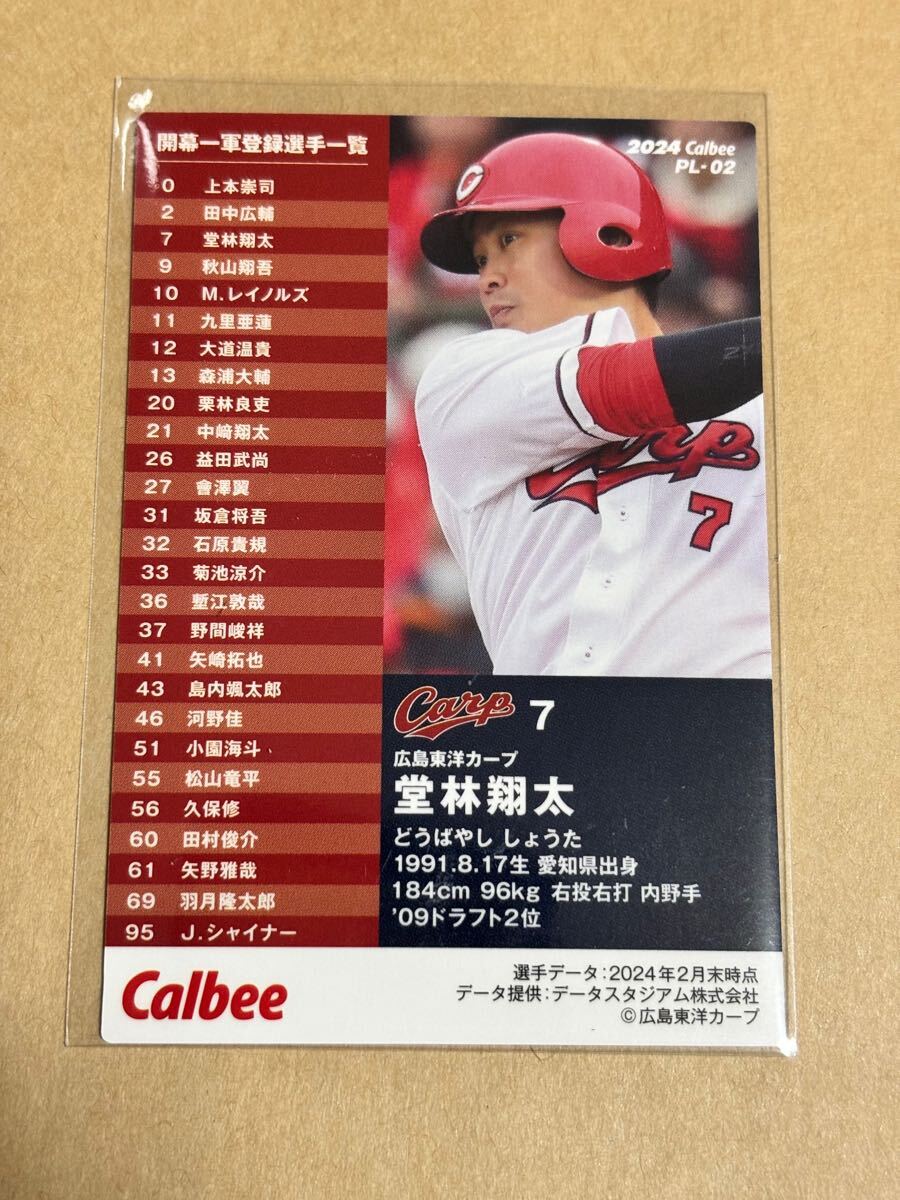 開幕一軍登録選手一覧
0 上本崇司
2 田中広輔
7 堂林翔太
9 秋山翔吾
10 M.レイノルズ
11 九里亜蓮
12 大道温貴
13 森浦大輔
20 栗林良吏
21 中﨑翔太
26 益田武尚
27 會澤翼
31 坂倉将吾
32 石原貴規
33 菊池涼介
36 塹江敦哉
37 野間峻祥
41 矢崎拓也
43 島内颯太郎
46 河野佳
51 小園海斗
55 松山竜平
56 久保修
60 田村俊介
61 矢野雅哉
69 羽月隆太郎
95 J.シャイナー
2024 Calbee
PL-02
Carp
7
Carp 7
広島東洋カープ
堂林翔太
どうばやし しょうた
1991.8.17生 愛知県出身
184cm 96kg 右投右打 内野手
'09ドラフト2位
Calbee
選手データ:2024年2月末時点
データ提供:データスタジアム株式会社
©広島東洋カープ